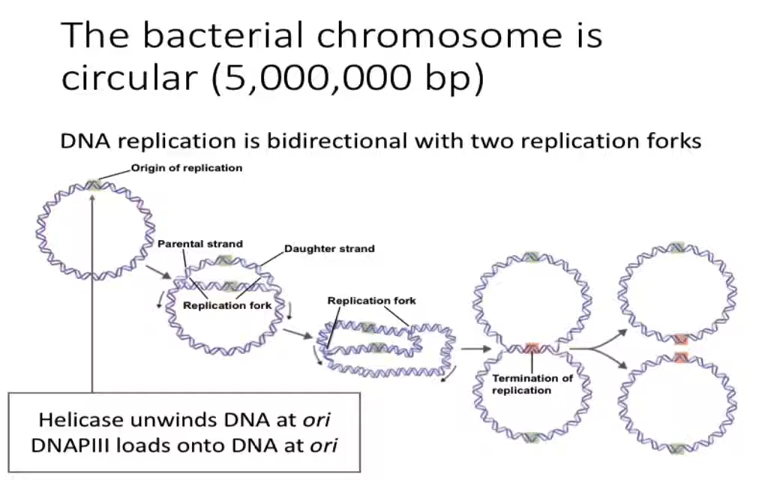 The bacterial chromosome is
circular (5,000,000 bp)
DNA replication is bidirectional with two replication forks
Origin of replication
Parental strand
Daughter strand
Replication fork
Replication fork
Termination of
replication
Helicase unwinds DNA at ori
DNAPIII loads onto DNA at ori